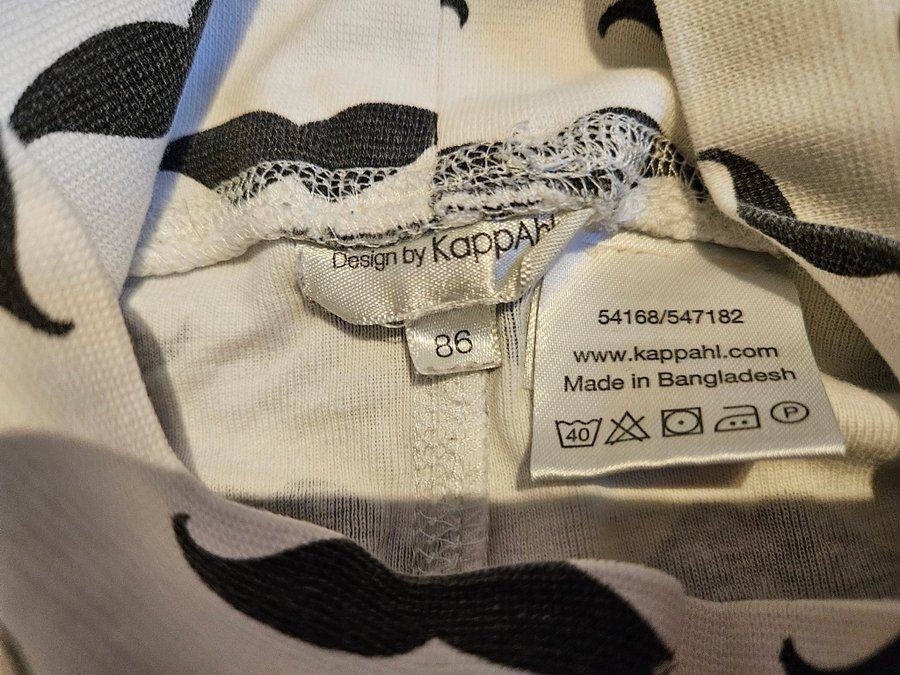 Design by KappAhl
86
54168/547182
www.kappahl.com
Made in Bangladesh
40
P